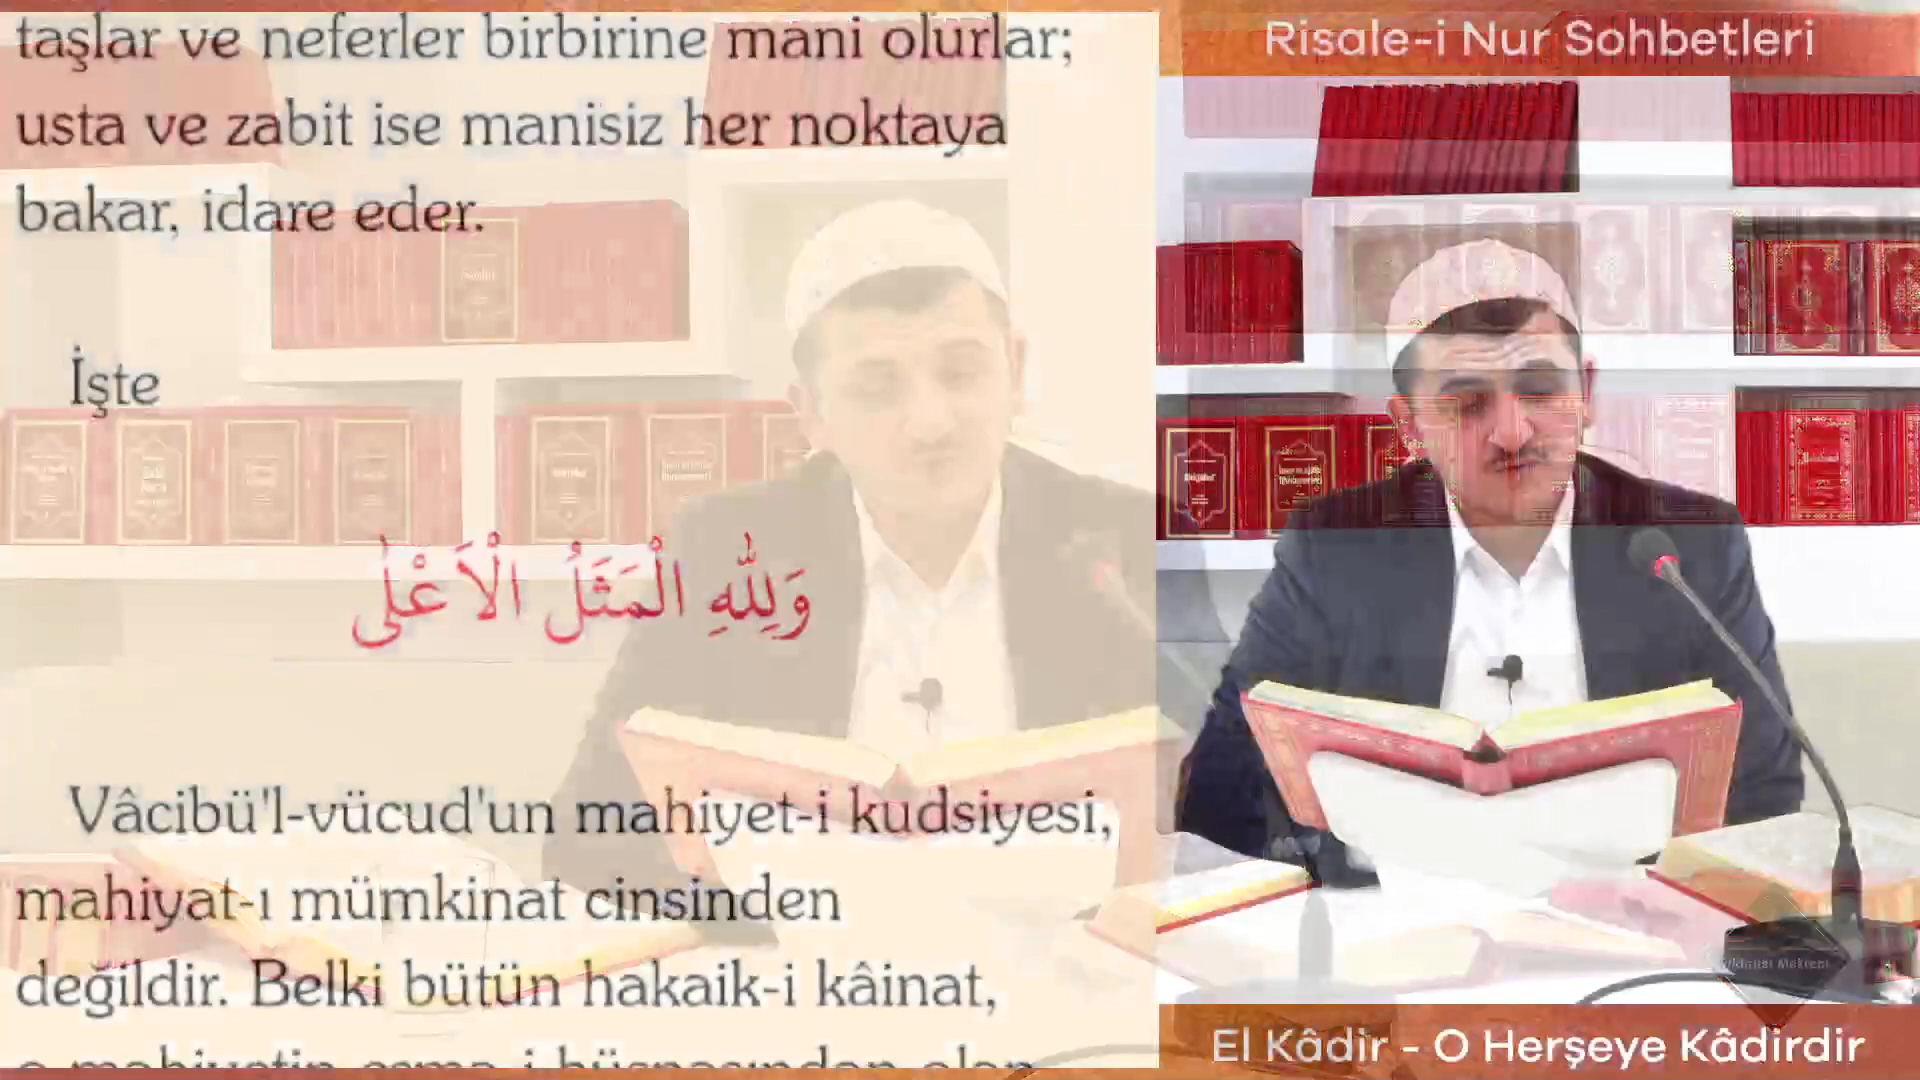 taşlar ve neferler birbirine mani olurlar;
usta ve zabit ise manisiz her noktaya
bakar, idare eder.
İşte
وَلِلّٰهِ الْمَثَلُ الْاَعْلٰى
Vâcibü'l-vücud'un mahiyet-i kudsiyesi,
mahiyat-ı mümkinat cinsinden
değildir. Belki bütün hakaik-i kâinat,
Risale-i Nur Sohbetleri
El Kâdir - O Herşeye Kâdirdir